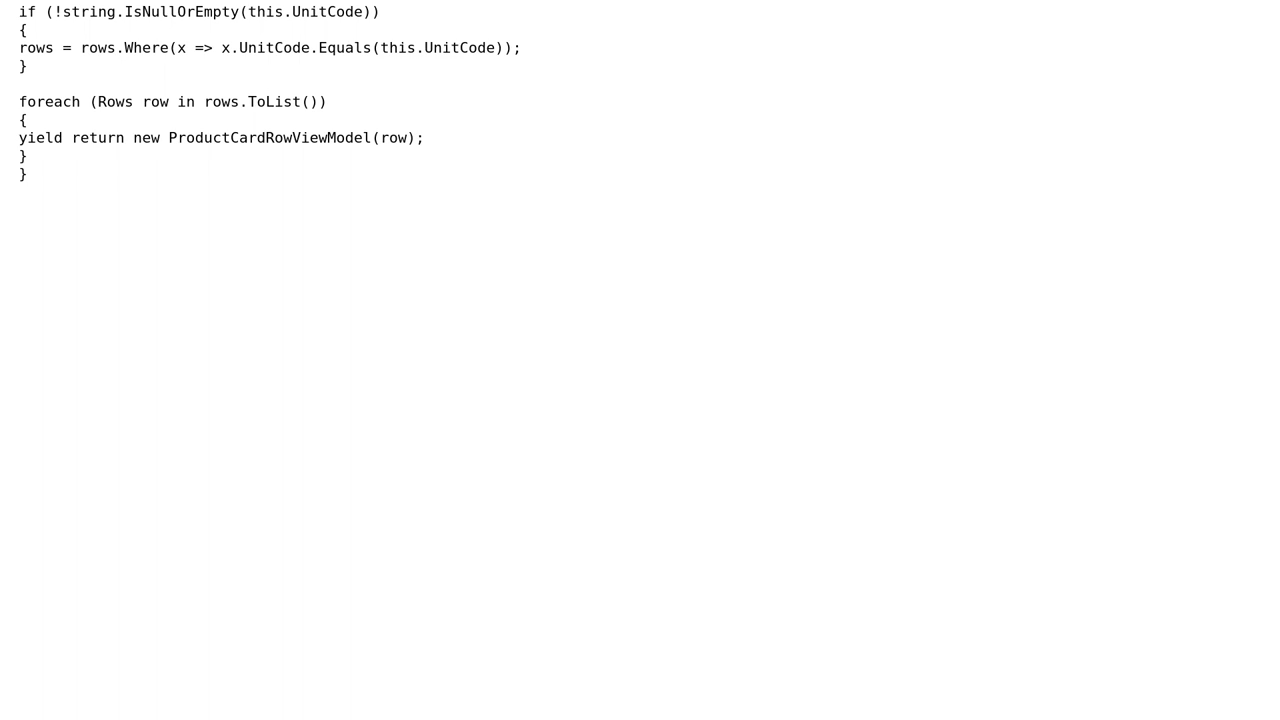 if (!string.IsNullOrEmpty(this.UnitCode))
{
rows = rows.Where(x => x.UnitCode.Equals(this.UnitCode));
}

foreach (Rows row in rows.ToList())
{
yield return new ProductCardRowViewModel(row);
}
}